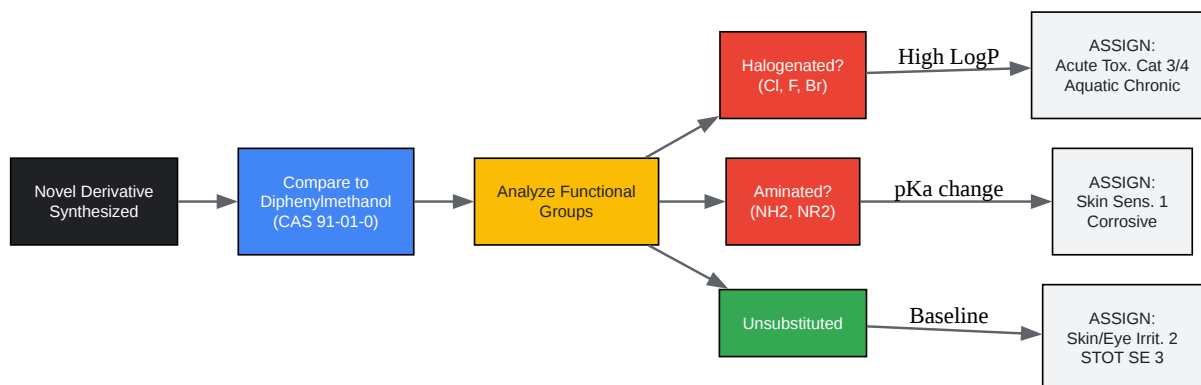 Novel Derivative
Synthesized
Compare to
Diphenylmethanol
(CAS 91-01-0)
Analyze Functional
Groups
Halogenated?
(Cl, F, Br)
High LogP
ASSIGN:
Acute Tox. Cat 3/4
Aquatic Chronic
Aminated?
(NH2, NR2)
pKa change
ASSIGN:
Skin Sens. 1
Corrosive
Unsubstituted
Baseline
ASSIGN:
Skin/Eye Irrit. 2
STOT SE 3